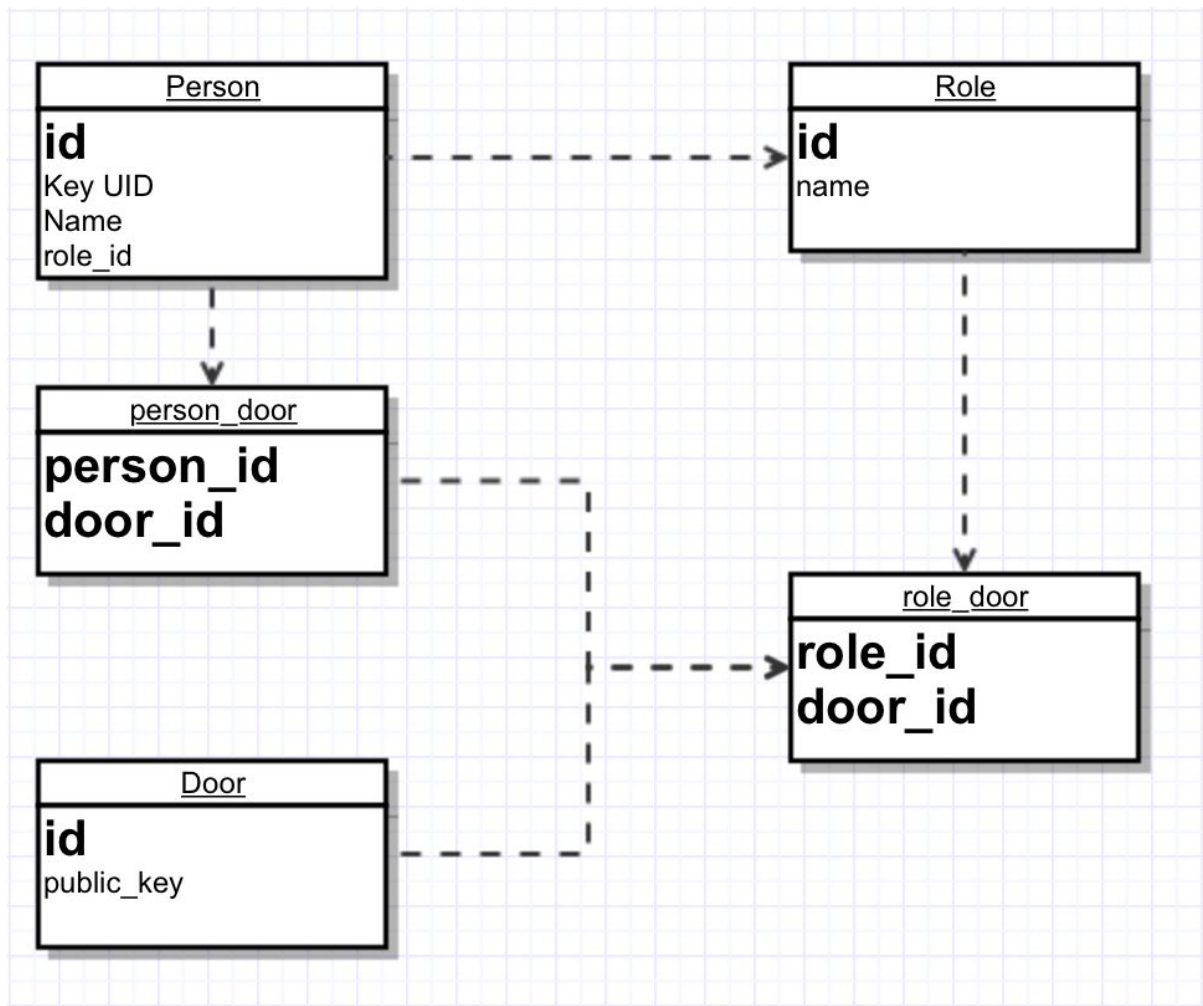 Person
id
Key UID
Name
role_id
Role
id
name
person_door
person_id
door_id
role_door
role_id
door_id
Door
id
public_key